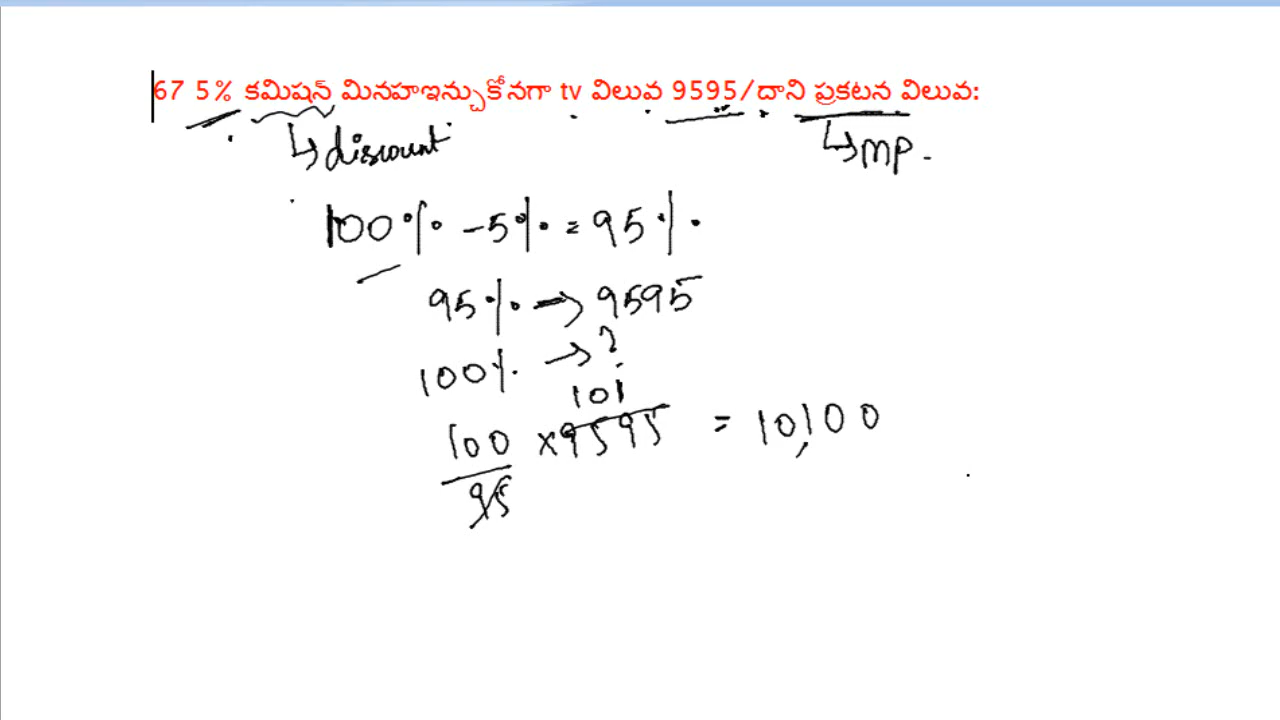 67 5% కమిషన్ మినహాఇన్చుకోనగా tv విలువ 9595/దాని ప్రకటన విలువ:
↳ discount
↳ MP.
100% - 5% = 95%
95% → 9595
100% → ?
101
100/95 × 9595 = 10,100